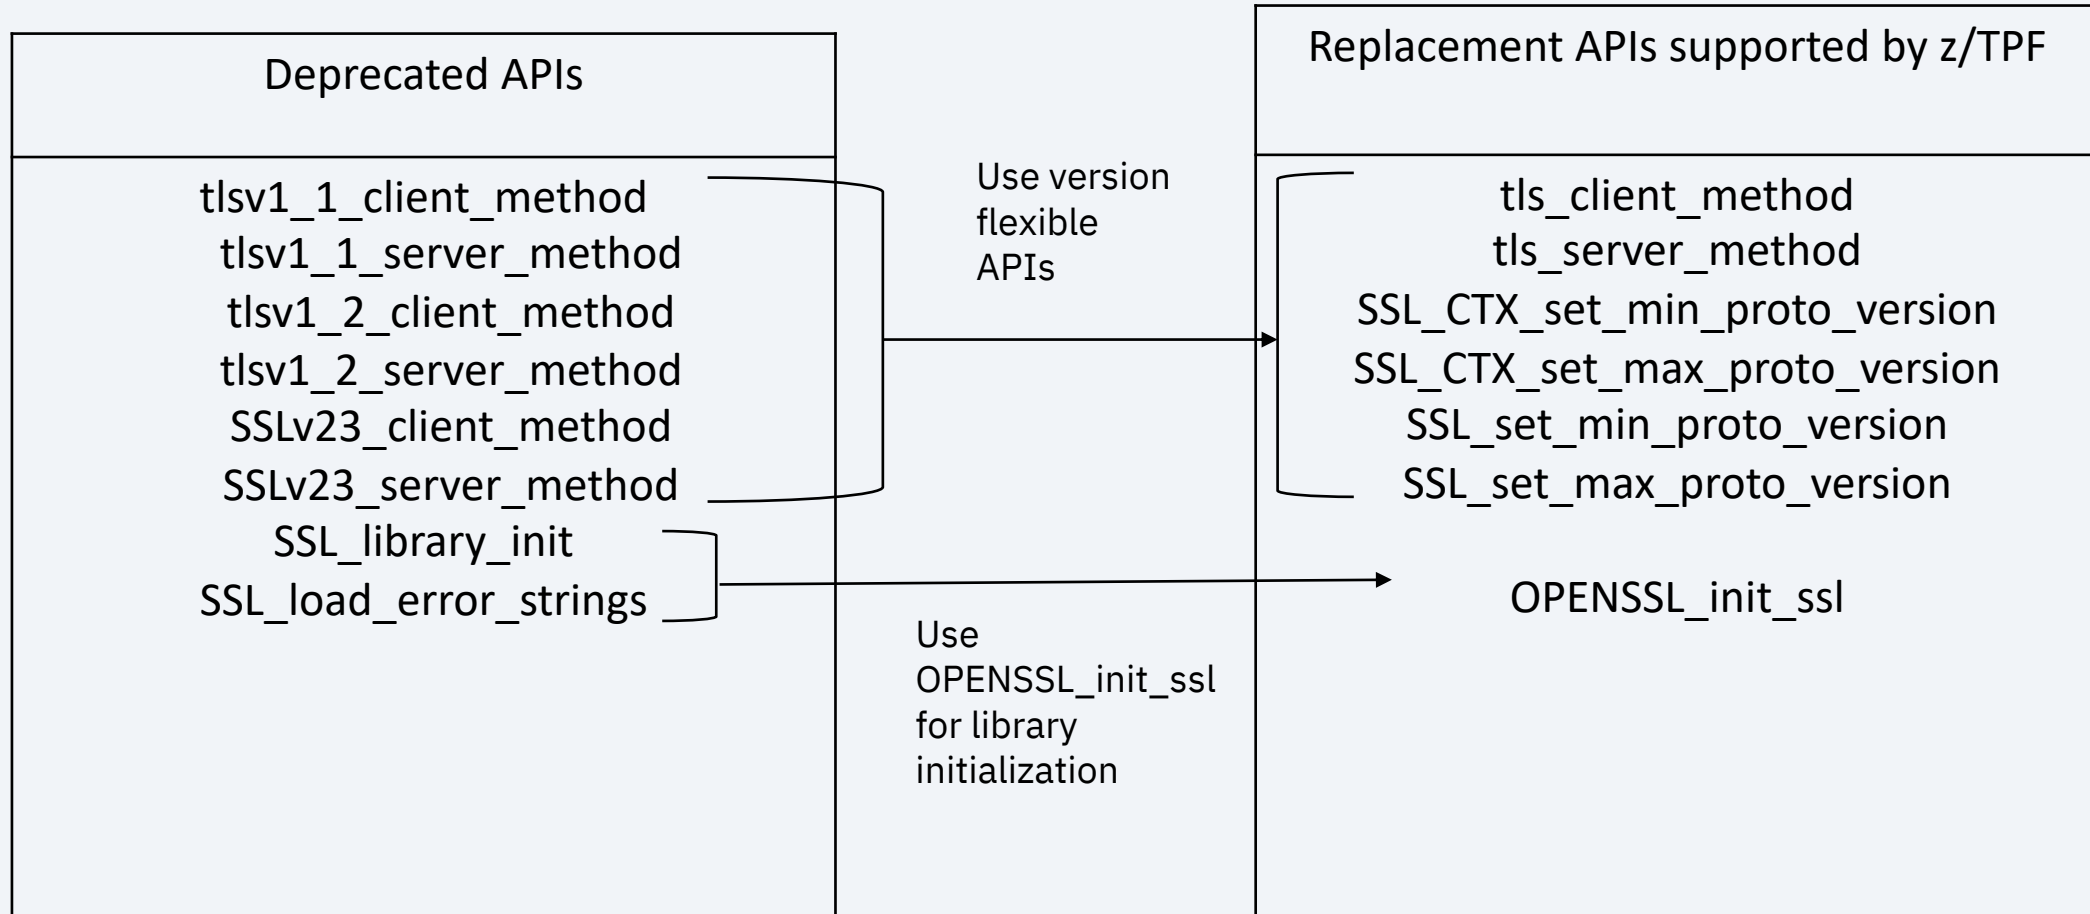 Deprecated APIs
tlsv1_1_client_method
tlsv1_1_server_method
tlsv1_2_client_method
tlsv1_2_server_method
SSLv23_client_method
SSLv23_server_method
SSL_library_init
SSL_load_error_strings
Use version
flexible
APIs
Use
OPENSSL_init_ssl
for library
initialization
Replacement APIs supported by z/TPF
tls_client_method
tls_server_method
SSL_CTX_set_min_proto_version
SSL_CTX_set_max_proto_version
SSL_set_min_proto_version
SSL_set_max_proto_version
OPENSSL_init_ssl